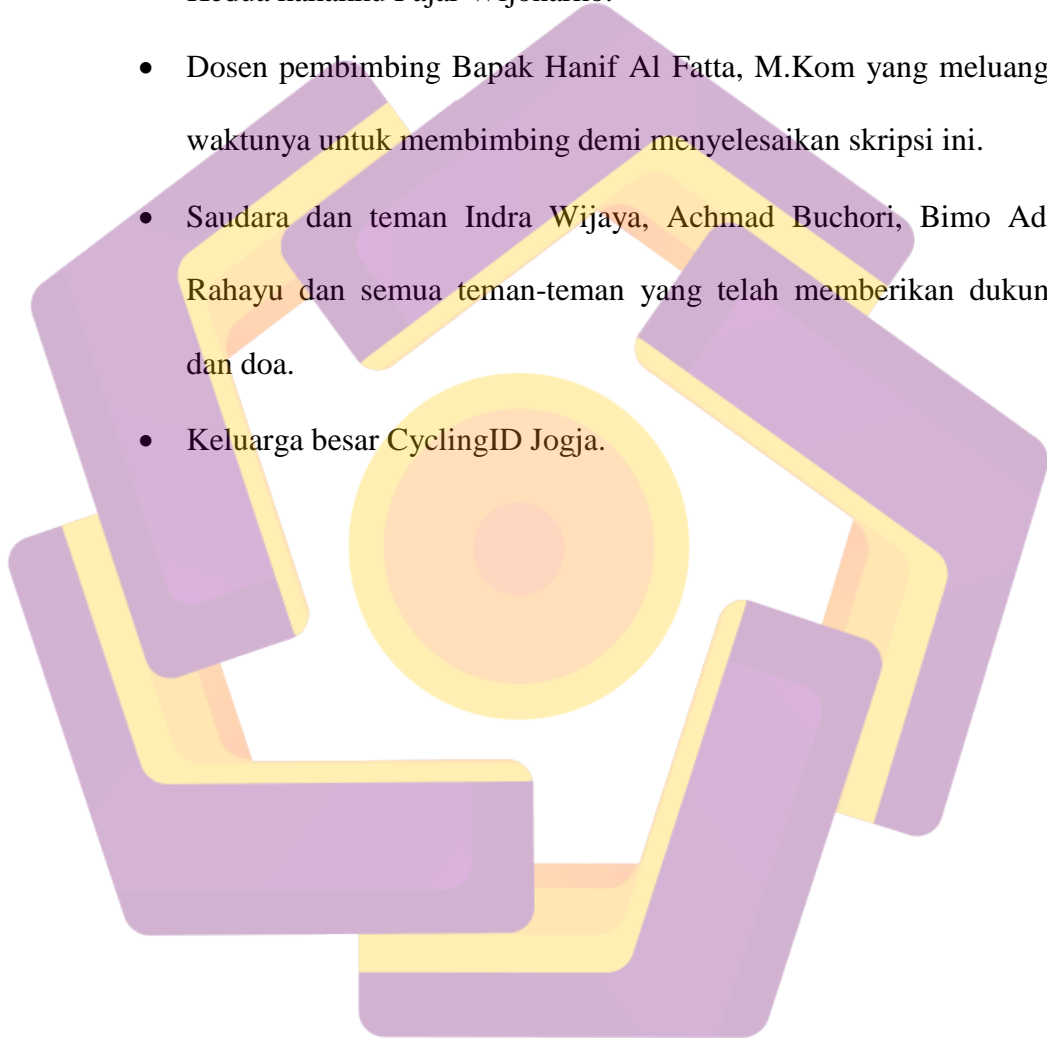 • Dosen pembimbing Bapak Hanif Al Fatta, M.Kom yang meluang
waktunya untuk membimbing demi menyelesaikan skripsi ini.
• Saudara dan teman Indra Wijaya, Achmad Buchori, Bimo Ad
Rahayu dan semua teman-teman yang telah memberikan dukun
dan doa.
• Keluarga besar CyclingID Jogja.